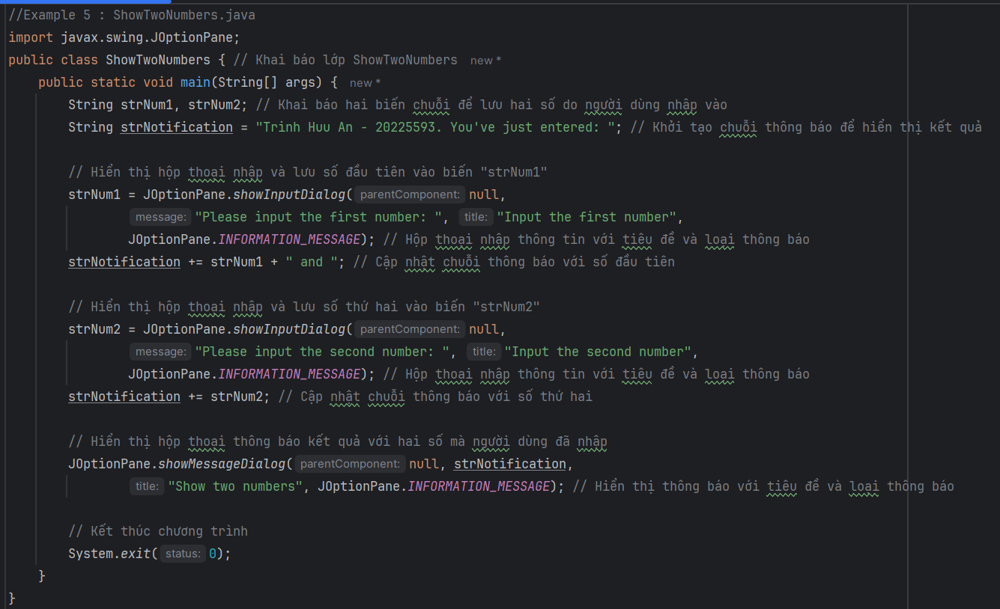 //Example 5 : ShowTwoNumbers.java
import javax.swing.JOptionPane;
public class ShowTwoNumbers { // Khai báo lớp ShowTwoNumbers new *
public static void main(String[] args) { new *
String strNum1, strNum2; // Khai báo hai biến chuỗi để lưu hai số do người dùng nhập vào
String strNotification = "Trinh Huu An - 20225593. You've just entered: "; // Khởi tạo chuỗi thông báo để hiển thị kết quả
// Hiển thị hộp thoại nhập và lưu số đầu tiên vào biến "strNum1"
strNum1 = JOptionPane.showInputDialog( parentComponent: null,
message: "Please input the first number: ", title: "Input the first number",
JOptionPane.INFORMATION_MESSAGE); // Hộp thoại nhập thông tin với tiêu đề và loại thông báo
strNotification += strNum1 + " and "; // Cập nhật chuỗi thông báo với số đầu tiên
// Hiển thị hộp thoại nhập và lưu số thứ hai vào biến "strNum2"
strNum2 = JOptionPane.showInputDialog( parentComponent: null,
message: "Please input the second number: ", title: "Input the second number",
JOptionPane.INFORMATION_MESSAGE); // Hộp thoại nhập thông tin với tiêu đề và loại thông báo
strNotification += strNum2; // Cập nhật chuỗi thông báo với số thứ hai
// Hiển thị hộp thoại thông báo kết quả với hai số mà người dùng đã nhập
JOptionPane.showMessageDialog( parentComponent: null, strNotification,
title: "Show two numbers", JOptionPane.INFORMATION_MESSAGE); // Hiển thị thông báo với tiêu đề và loại thông báo
// Kết thúc chương trình
System.exit( status: 0);
}
}